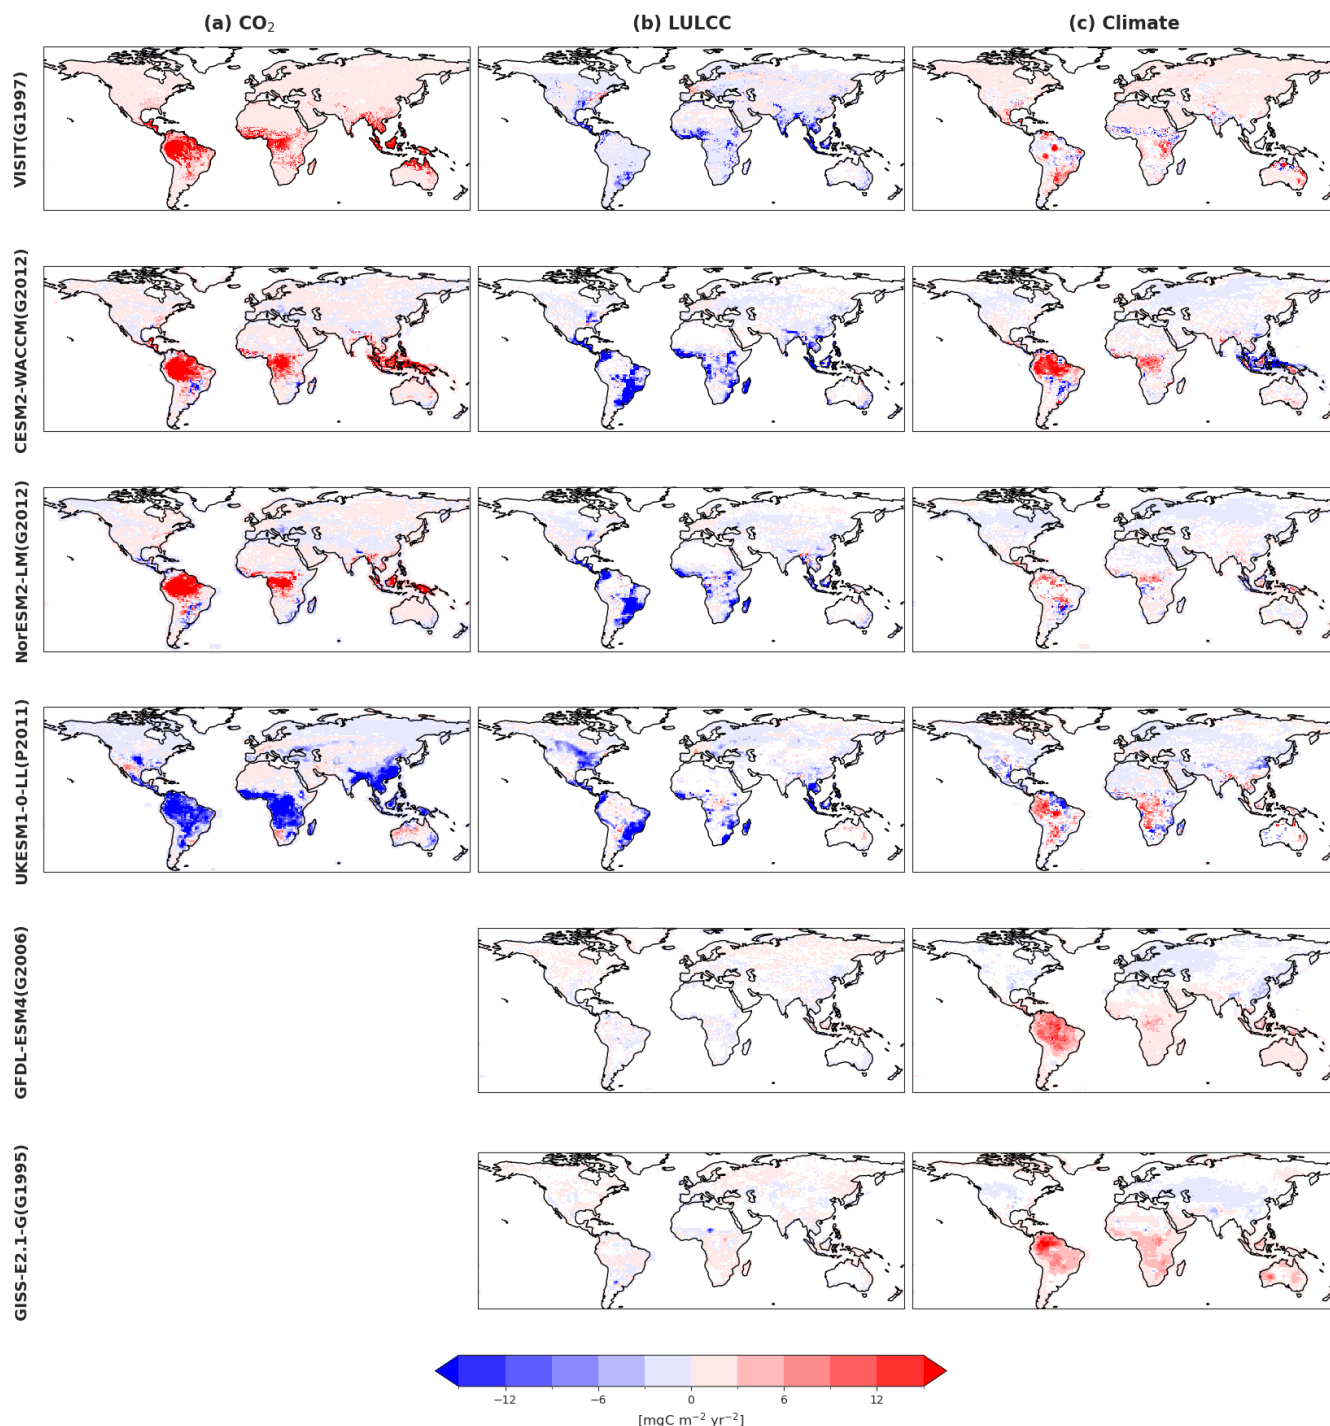 (a) CO₂
(b) LULCC
(c) Climate
VISIT(G1997)
CESM2-WACCM(G2012)
NorESM2-LM(G2012)
UKESM1-0-LL(P2011)
GFDL-ESM4(G2006)
GISS-E2.1-G(G1995)
−12 −6 0 6 12
[mgC m⁻² yr⁻²]